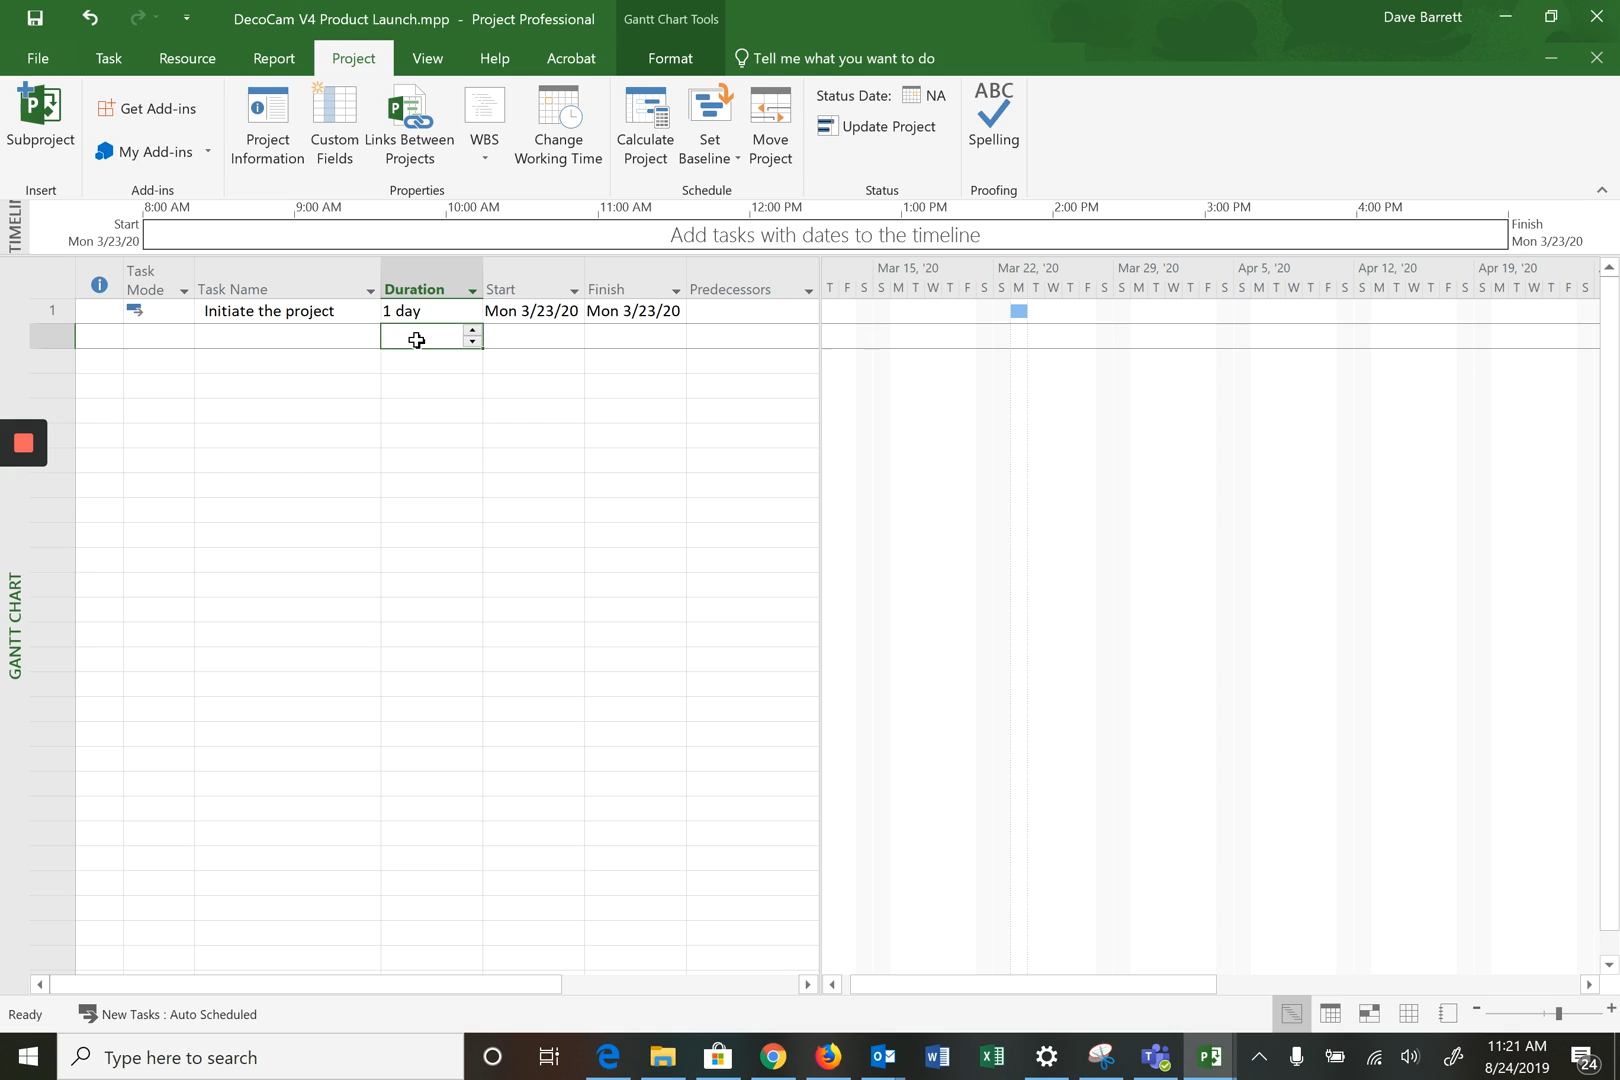 DecoCam V4 Product Launch.mpp - Project Professional
Gantt Chart Tools
Dave Barrett
File Task Resource Report Project View Help Acrobat Format Tell me what you want to do
Subproject
Get Add-ins
My Add-ins
Project
Information
Custom
Fields
Links Between
Projects
WBS
Change
Working Time
Calculate
Project
Set
Baseline
Move
Project
Status Date: NA
Update Project
ABC
Spelling
Insert Add-ins Properties Schedule Status Proofing
8:00 AM 9:00 AM 10:00 AM 11:00 AM 12:00 PM 1:00 PM 2:00 PM 3:00 PM 4:00 PM
Start
Mon 3/23/20
Add tasks with dates to the timeline
Finish
Mon 3/23/20
Task
Mode
Task Name
Duration
Start
Finish
Predecessors
Mar 15, '20 Mar 22, '20 Mar 29, '20 Apr 5, '20 Apr 12, '20 Apr 19, '20
T F S S M T W T F S S M T W T F S S M T W T F S S M T W T F S S M T W T F S S M T W T F S
1 Initiate the project 1 day Mon 3/23/20 Mon 3/23/20
GANTT CHART
Ready New Tasks : Auto Scheduled
Type here to search
11:21 AM
8/24/2019
24